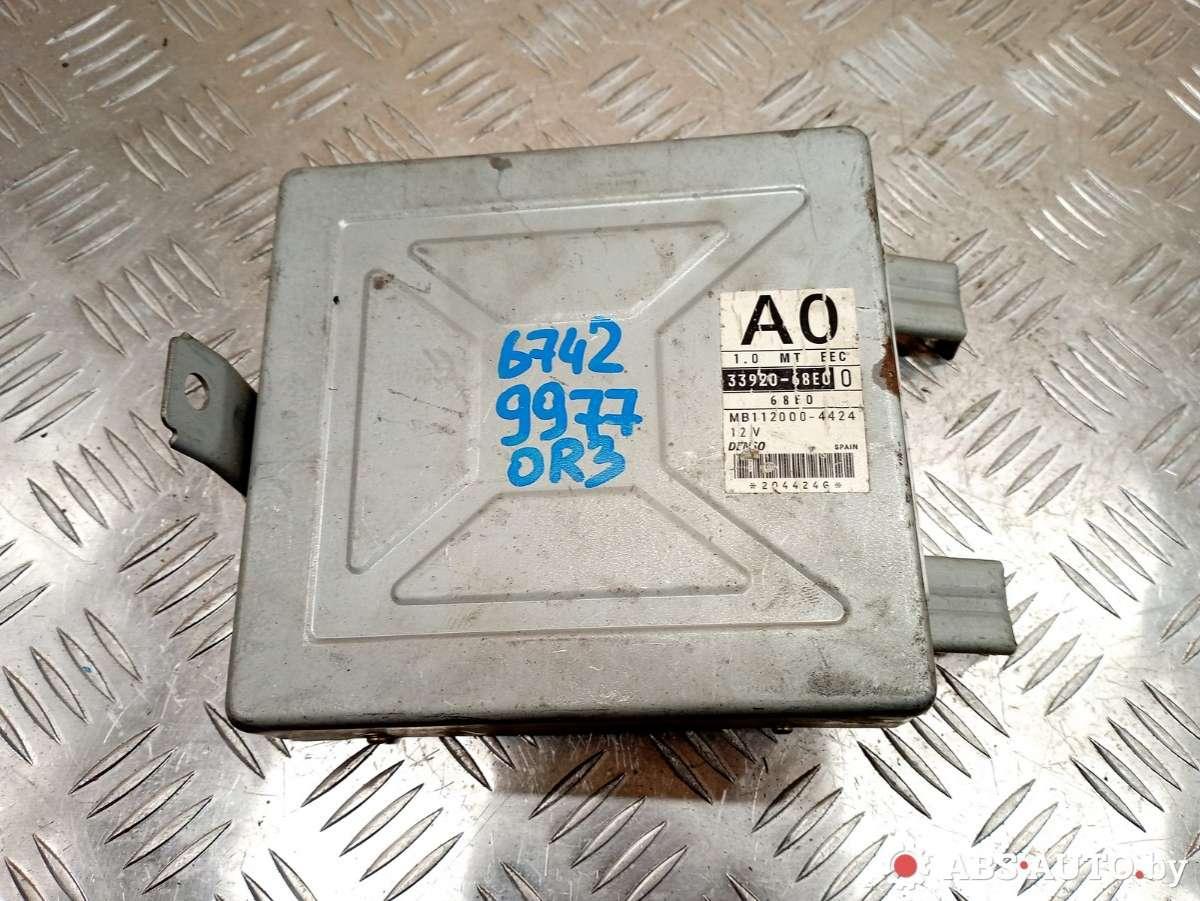 6742
9977
OR3
A0
1.0 MT EEC
33920-68E0 0
68E0
MB112000-4424
12V
DENSO SPAIN
*204424G*
ABS-AUTO.by